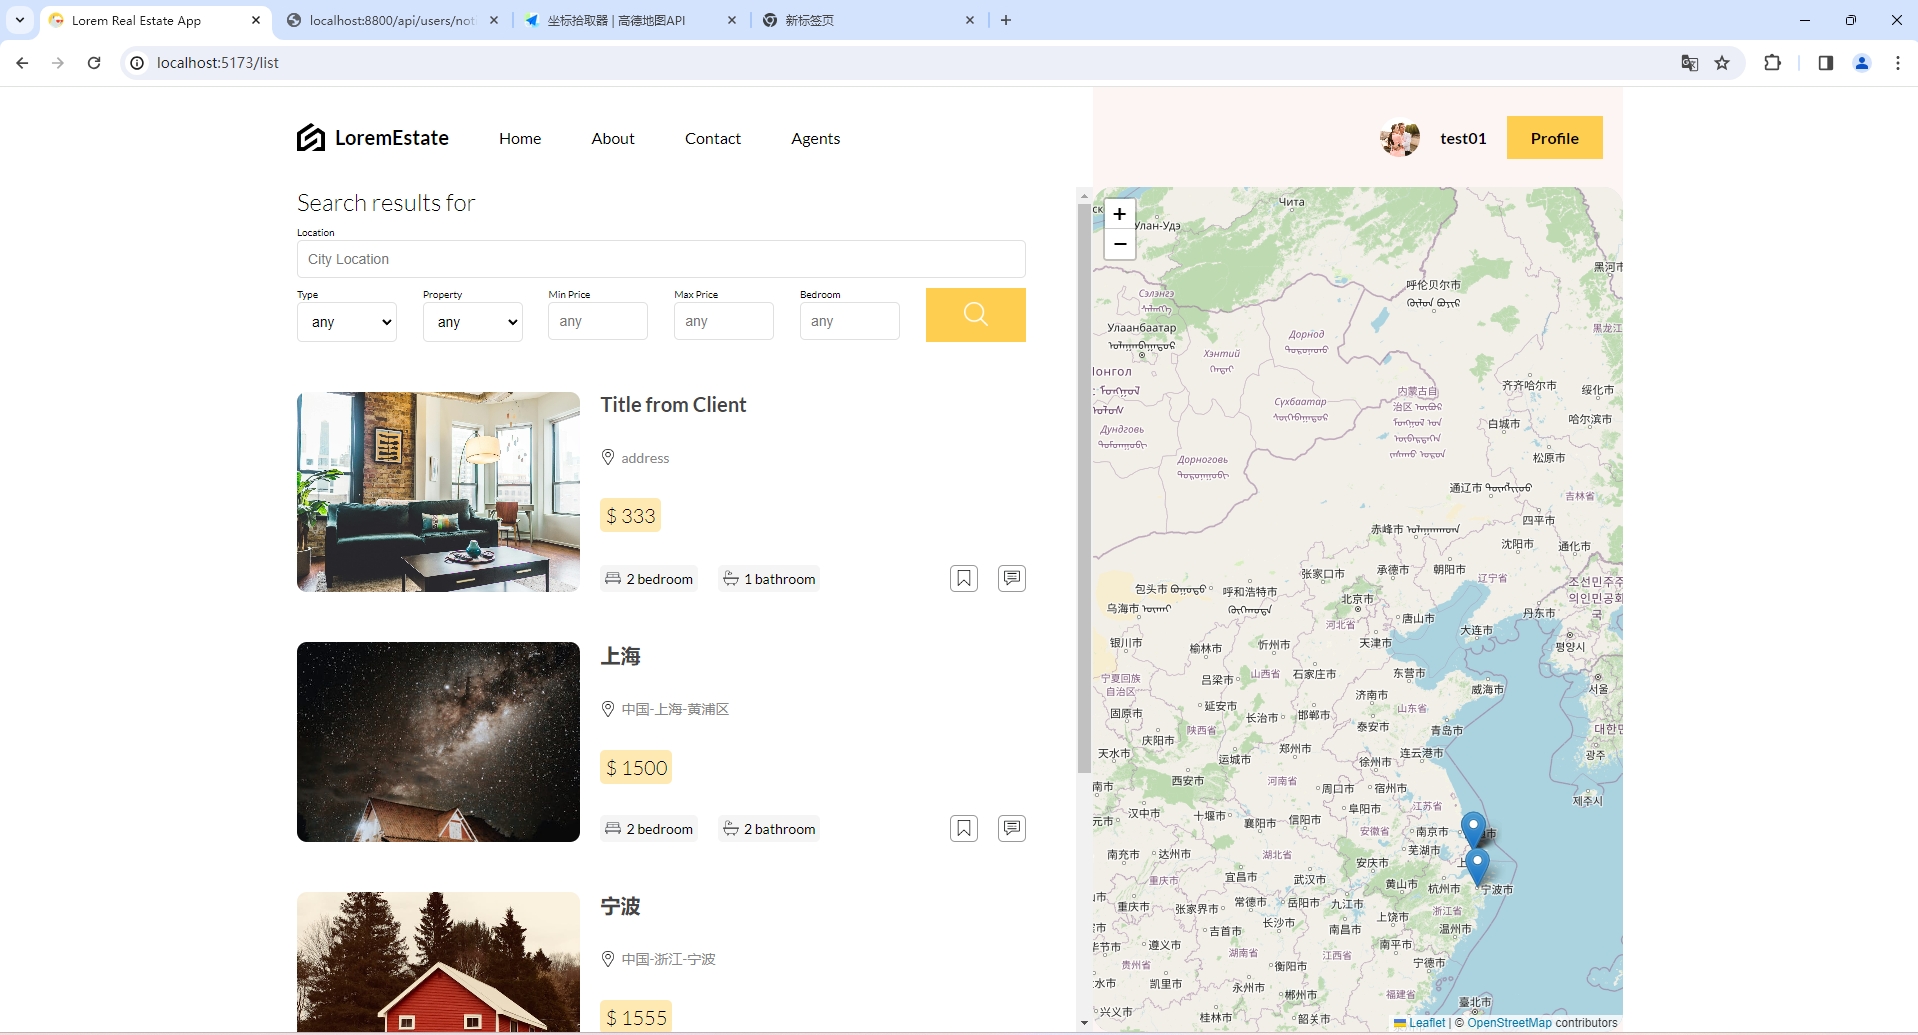 Lorem Real Estate App
localhost:8800/api/users/not
坐标拾取器 | 高德地图API
新标签页
localhost:5173/list
LoremEstate
Home
About
Contact
Agents
test01
Profile
Search results for
Location
City Location
Type
Property
Min Price
Max Price
Bedroom
any
any
any
any
any
Title from Client
address
$ 333
2 bedroom
1 bathroom
上海
中国-上海-黄浦区
$ 1500
2 bedroom
2 bathroom
宁波
中国-浙江-宁波
$ 1555
+
−
Чита
Улан-Удэ
黑河市
呼伦贝尔市
Сэлэнгэ
Улаанбаатар
Дорнод
黑龙江
Хэнтий
Монгол
齐齐哈尔市
绥化市
内蒙古自
治区
Сүхбаатар
白城市
哈尔滨市
Дундговь
松原市
Дорноговь
通辽市
吉林省
四平市
赤峰市
沈阳市
通化市
张家口市
承德市
朝阳市
辽宁省
조선민주주
의인민공화
국
包头市
呼和浩特市
北京市
乌海市
丹东市
唐山市
河北省
大连市
银川市
榆林市
忻州市
天津市
평양시
宁夏回族
自治区
吕梁市
山西省
石家庄市
东营市
威海市
서울
济南市
延安市
山东省
固原市
长治市
邯郸市
泰安市
青岛市
대한민
陕西省
庆阳市
天水市
运城市
郑州市
连云港市
광주
徐州市
西安市
河南省
周口市
宿州市
제주시
汉中市
十堰市
襄阳市
信阳市
阜阳市
江苏省
安徽省
南京市
芜湖市
南充市
达州市
湖北省
安庆市
重庆市
宜昌市
武汉市
黄山市
杭州市
宁波市
重庆市
张家界市
常德市
岳阳市
九江市
浙江省
上饶市
长沙市
吉首市
南昌市
温州市
遵义市
湖南省
江西省
南平市
贵州省
衡阳市
宁德市
凯里市
永州市
郴州市
福建省
兴义市
桂林市
韶关市
臺北市
Leaflet | © OpenStreetMap contributors